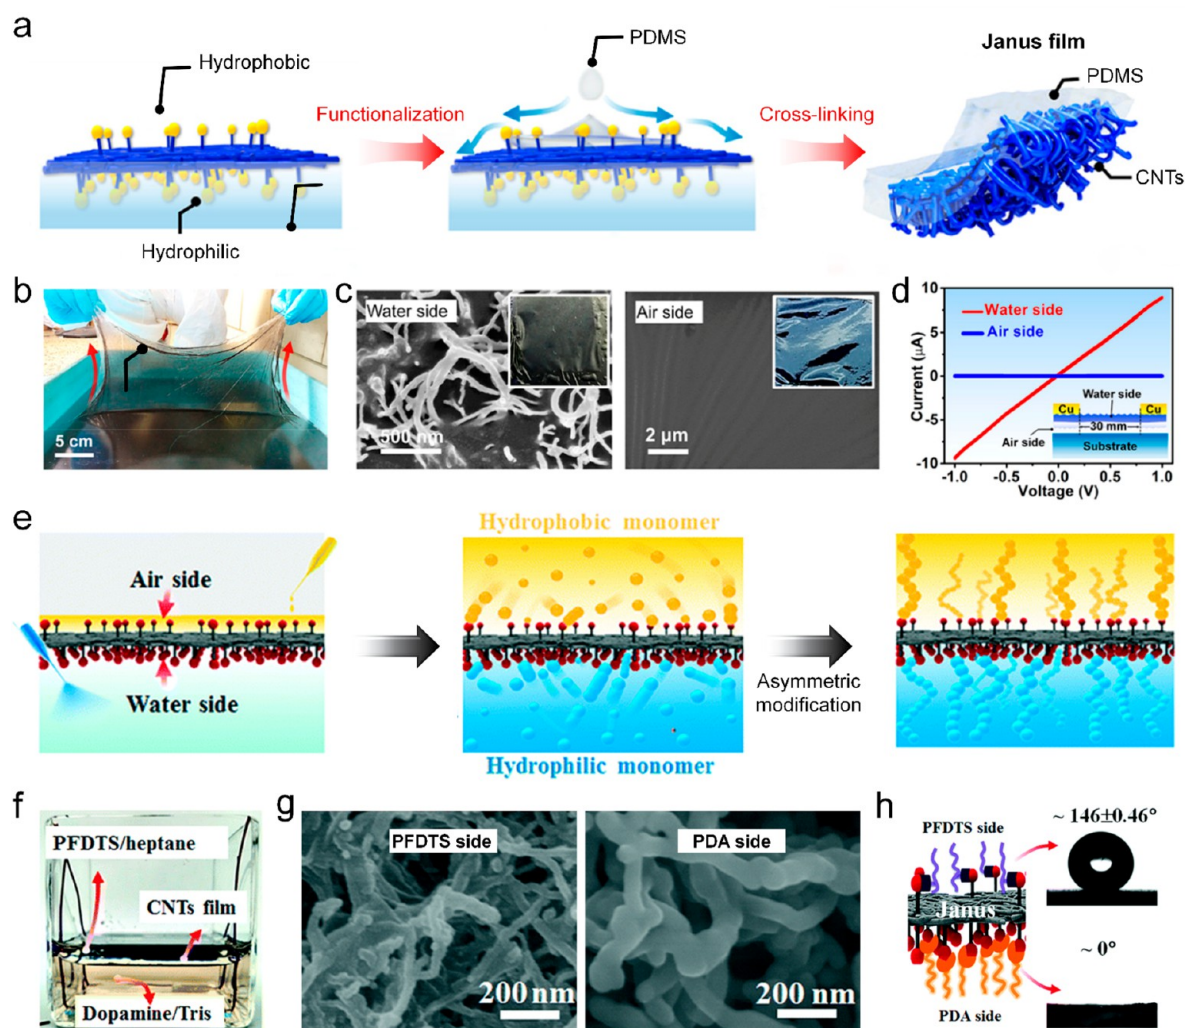 a
Hydrophobic
Hydrophilic
Functionalization
PDMS
Cross-linking
Janus film
PDMS
CNTs
b
5 cm
c
Water side
500 nm
Air side
2 μm
d
Current (μA)
10
5
0
-5
-10
Water side
Air side
Cu
Water side
Cu
30 mm
Air side
Substrate
-1.0 -0.5 0.0 0.5 1.0
Voltage (V)
e
Air side
Water side
Hydrophobic monomer
Hydrophilic monomer
Asymmetric
modification
f
PFDTS/heptane
CNTs film
Dopamine/Tris
g
PFDTS side
200 nm
PDA side
200 nm
h
PFDTS side
Janus
PDA side
~ 146±0.46°
~ 0°